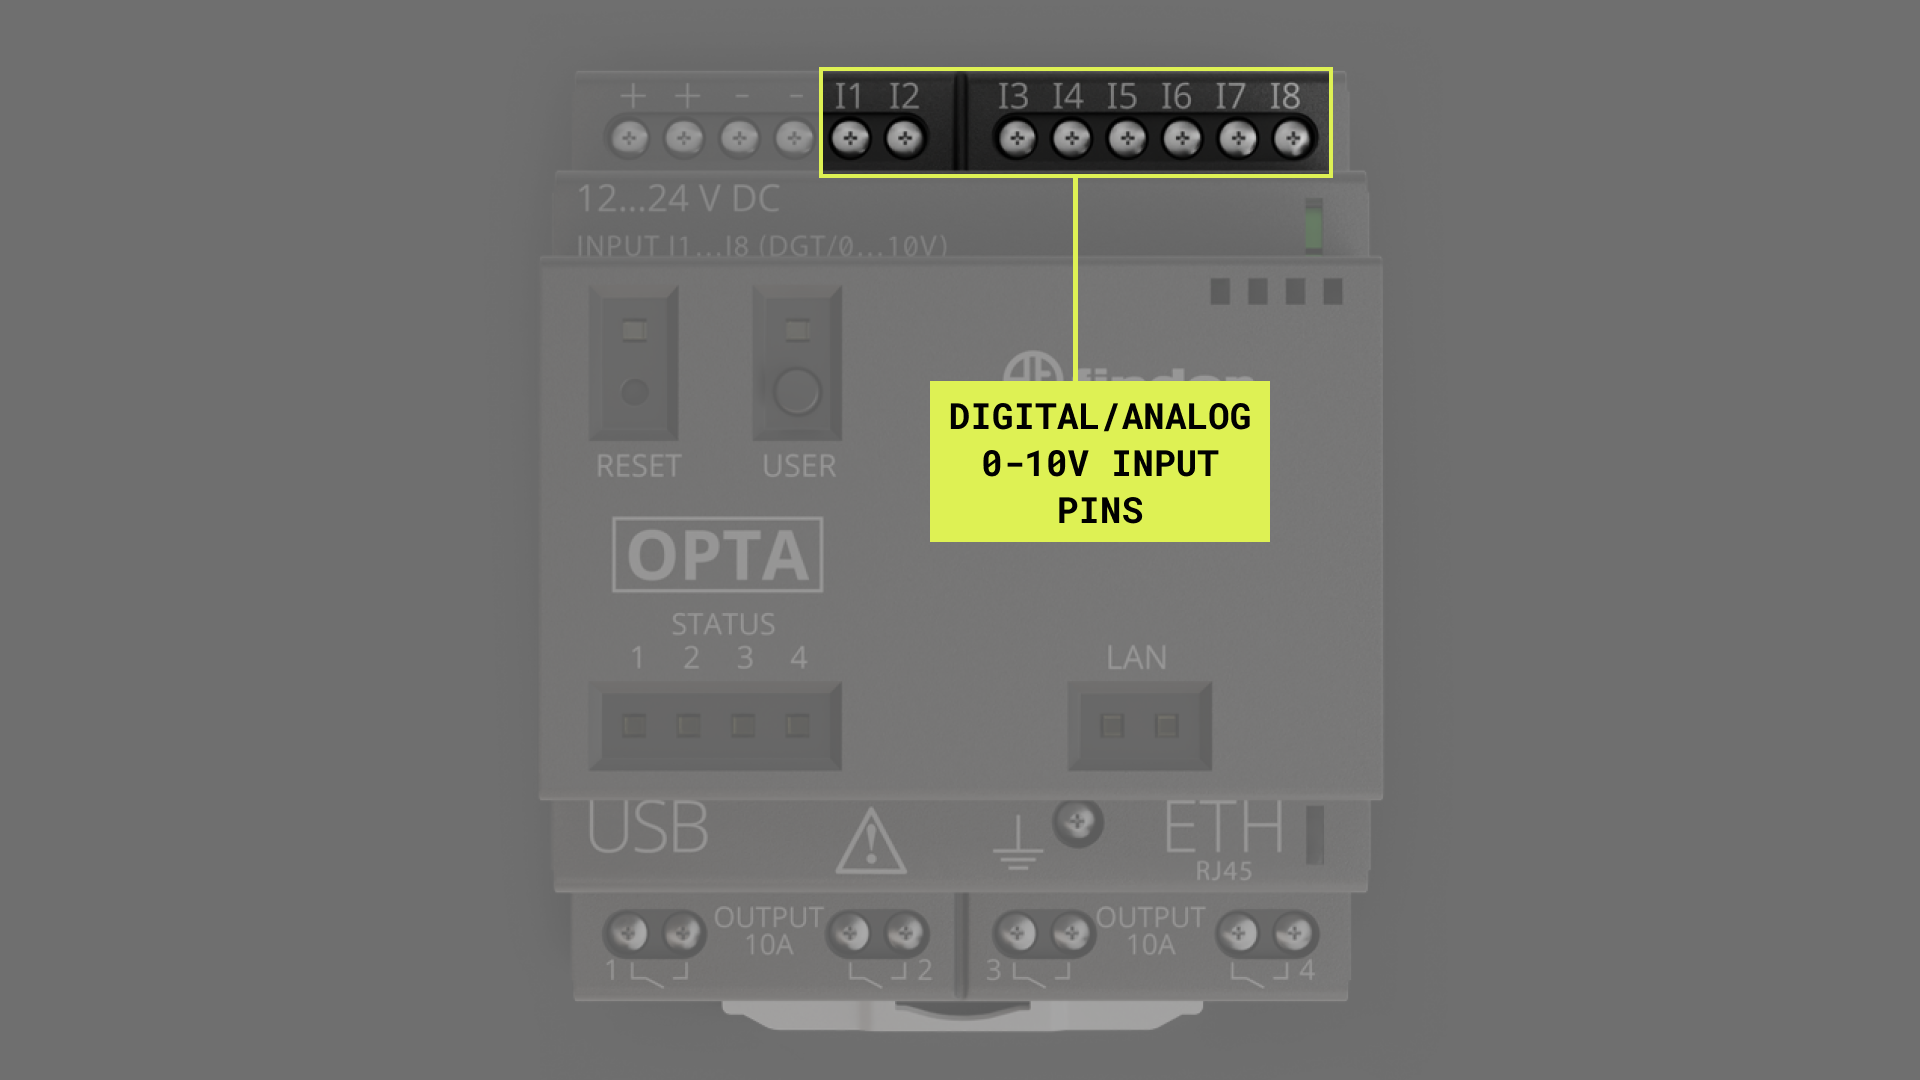 + + - - I1 I2 I3 I4 I5 I6 I7 I8
12...24 V DC
INPUT I1...I8 (DGT/0...10V)
RESET USER
DIGITAL/ANALOG
0-10V INPUT
PINS
OPTA
STATUS
1 2 3 4
LAN
USB
ETH
RJ45
OUTPUT
10A
OUTPUT
10A
1 2 3 4